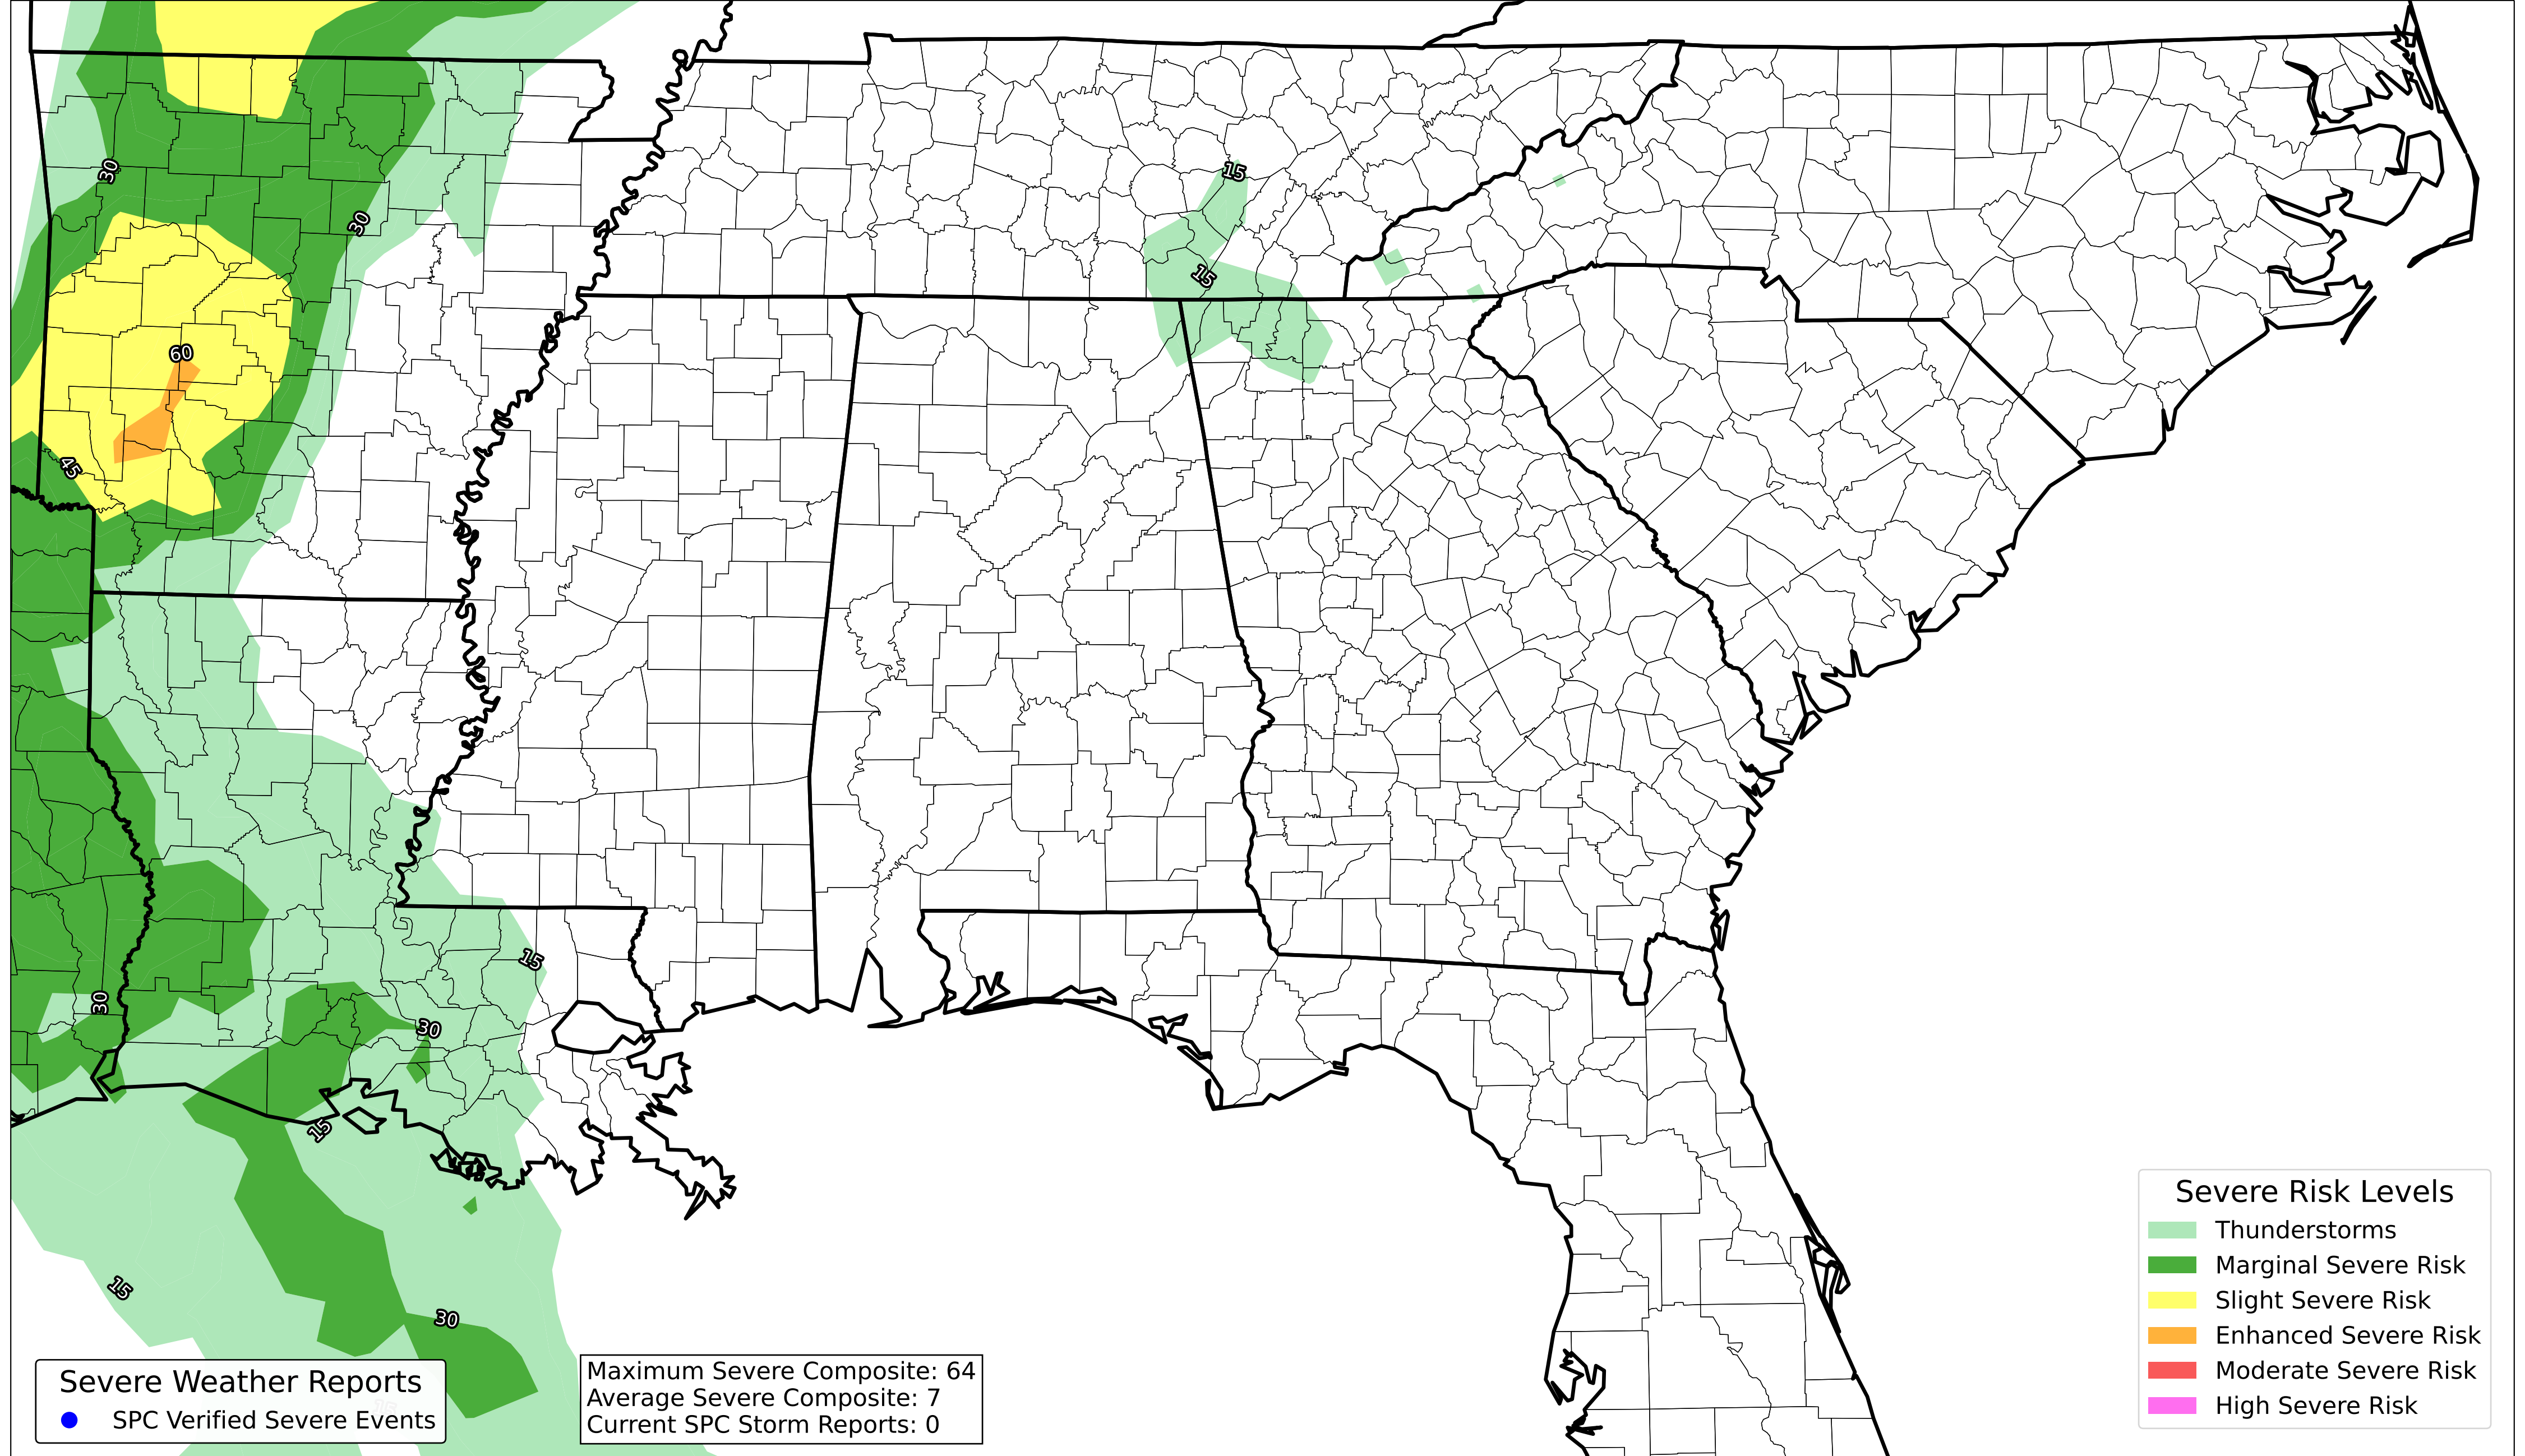 15
30
30
15
60
45
15
30
30
15
15
30
Severe Risk Levels
Thunderstorms
Marginal Severe Risk
Slight Severe Risk
Enhanced Severe Risk
Moderate Severe Risk
High Severe Risk
Severe Weather Reports
SPC Verified Severe Events
Maximum Severe Composite: 64
Average Severe Composite: 7
Current SPC Storm Reports: 0